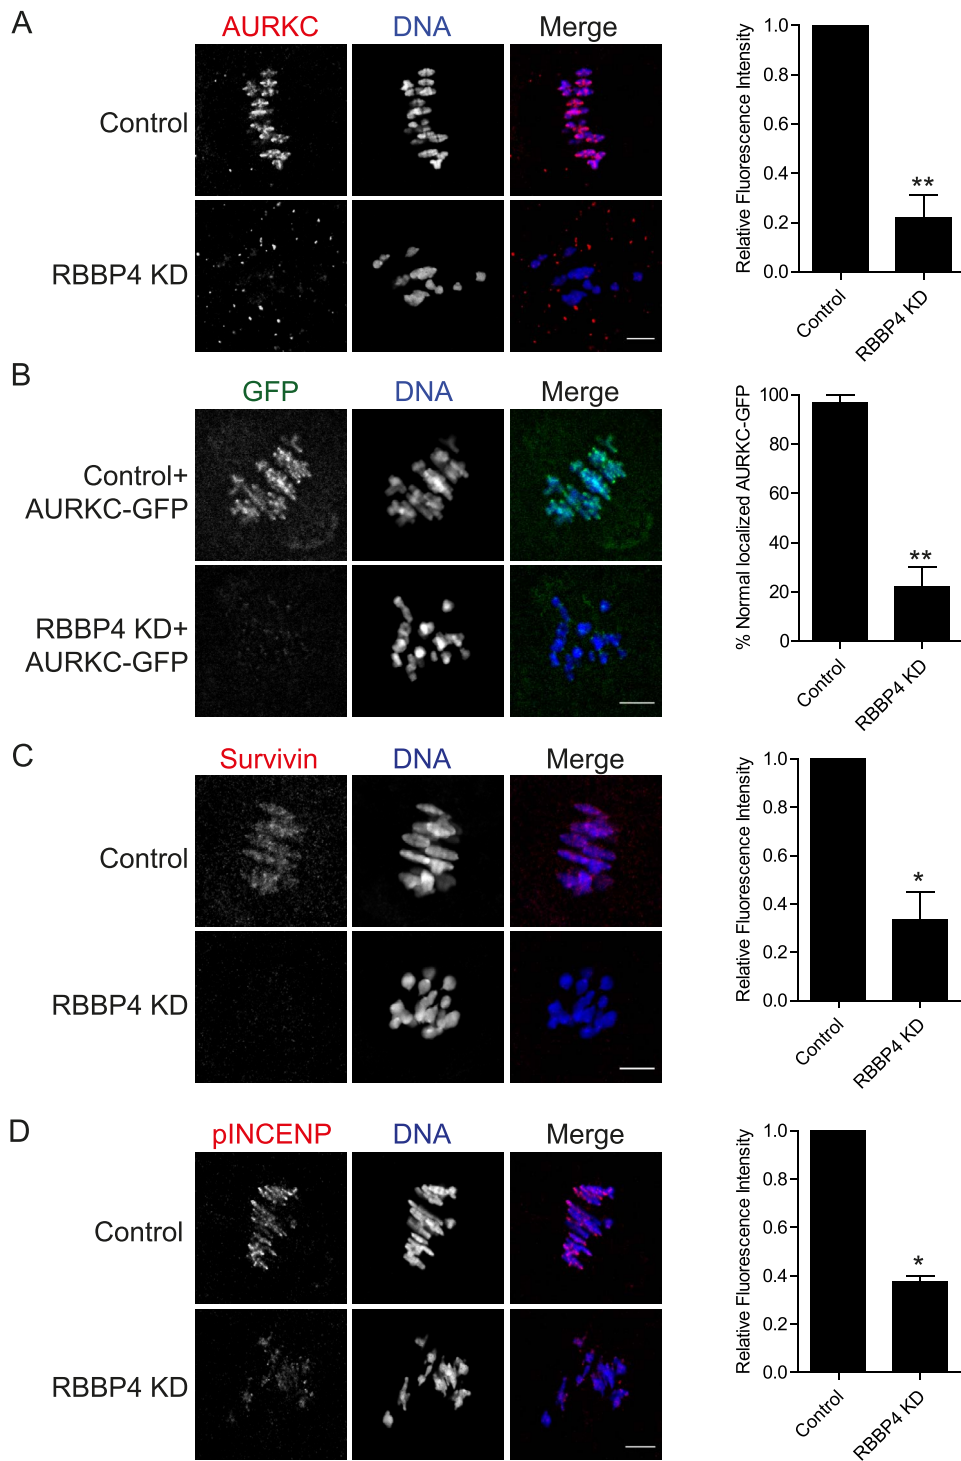 A
AURKC
DNA
Merge
Control
RBBP4 KD
Relative Fluorescence Intensity
1.0
0.8
0.6
0.4
0.2
0.0
**
Control
RBBP4 KD
B
GFP
DNA
Merge
Control+
AURKC-GFP
RBBP4 KD+
AURKC-GFP
% Normal localized AURKC-GFP
100
80
60
40
20
0
**
Control
RBBP4 KD
C
Survivin
DNA
Merge
Control
RBBP4 KD
Relative Fluorescence Intensity
1.0
0.8
0.6
0.4
0.2
0.0
*
Control
RBBP4 KD
D
pINCENP
DNA
Merge
Control
RBBP4 KD
Relative Fluorescence Intensity
1.0
0.8
0.6
0.4
0.2
0.0
*
Control
RBBP4 KD